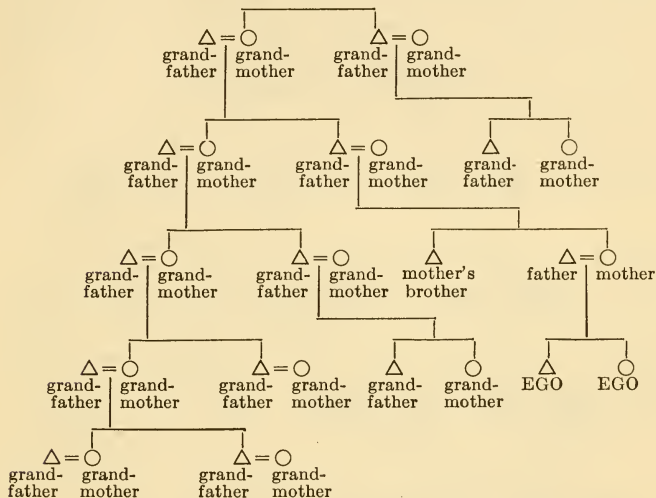 grand- grand- grand- grand-
father mother father mother
grand- grand- grand- grand- grand- grand-
father mother father mother father mother
grand- grand- grand- grand- mother's father mother
father mother father mother brother
grand- grand- grand- grand- grand- grand- EGO EGO
father mother father mother father mother
grand- grand- grand- grand-
father mother father mother